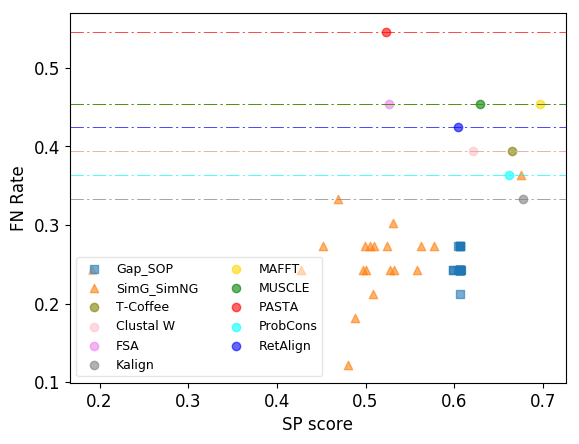 0.5
0.4
0.3
0.2
0.1
FN Rate
Gap_SOP
SimG_SimNG
T-Coffee
Clustal W
FSA
Kalign
MAFFT
MUSCLE
PASTA
ProbCons
RetAlign
0.2 0.3 0.4 0.5 0.6 0.7
SP score